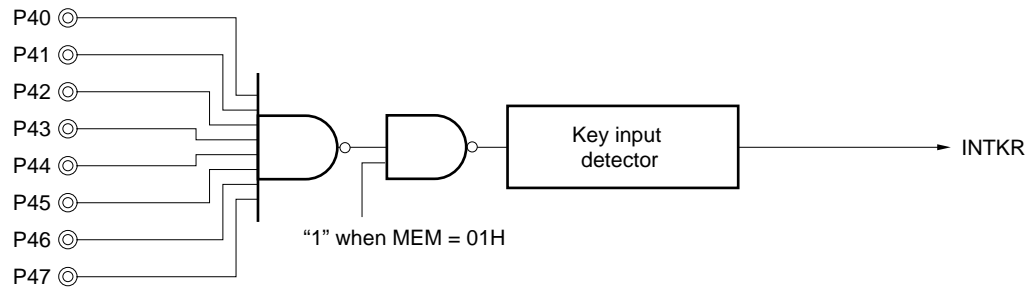 P40
P41
P42
P43
P44
P45
P46
P47
Key input
detector
INTKR
“1” when MEM = 01H